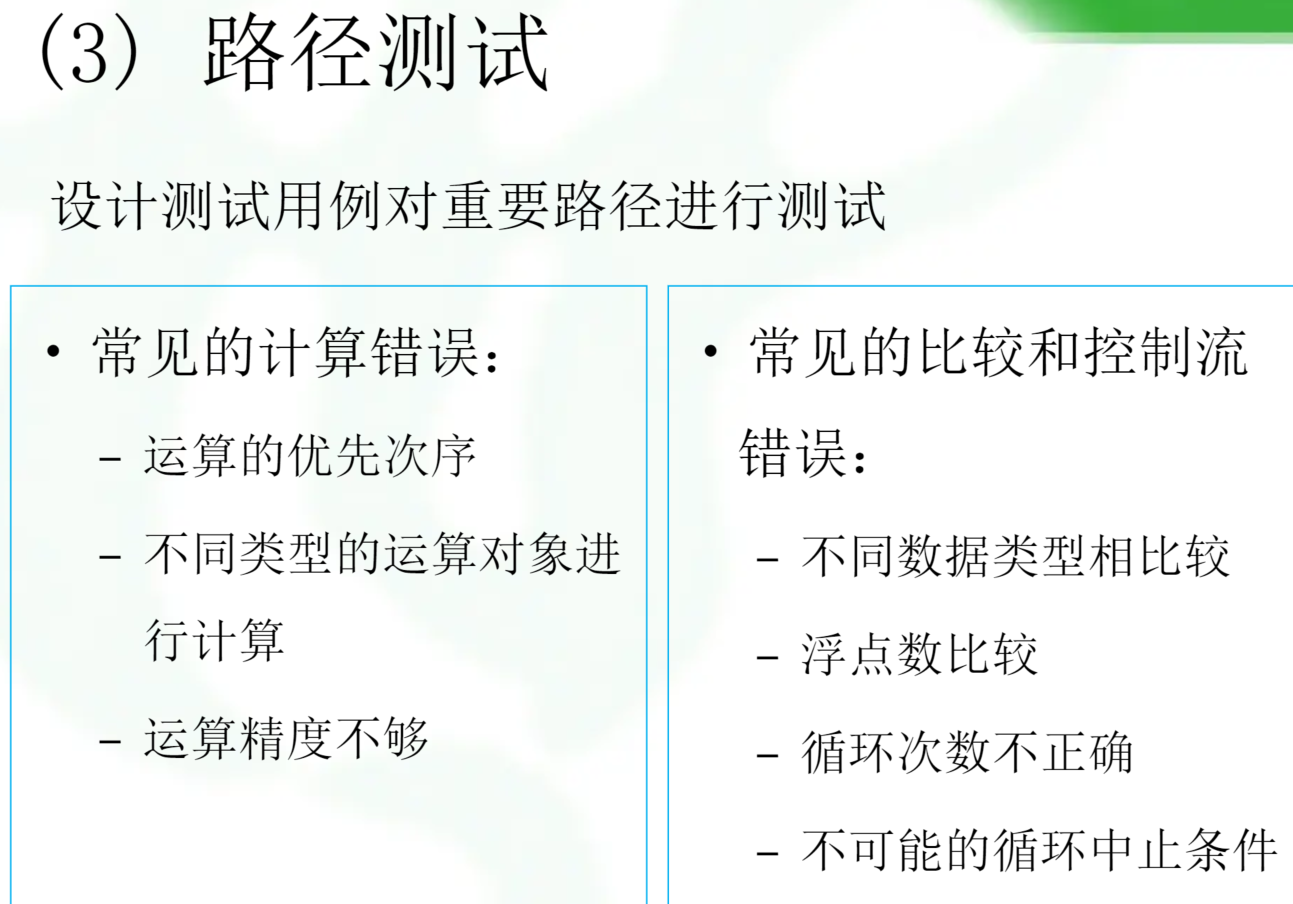 (3) 路径测试
设计测试用例对重要路径进行测试
• 常见的计算错误：
– 运算的优先次序
– 不同类型的运算对象进
行计算
– 运算精度不够
• 常见的比较和控制流
错误：
– 不同数据类型相比较
– 浮点数比较
– 循环次数不正确
– 不可能的循环中止条件